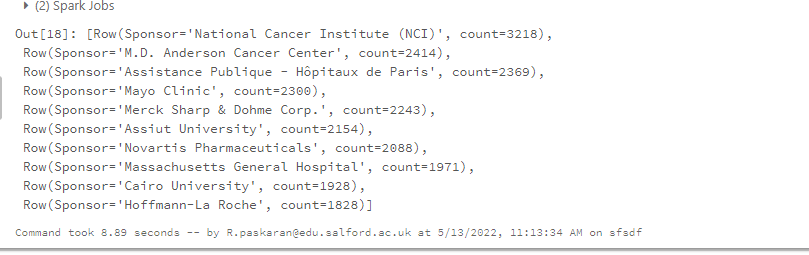 (2) Spark Jobs
Out[18]: [Row(Sponsor='National Cancer Institute (NCI)', count=3218),
Row(Sponsor='M.D. Anderson Cancer Center', count=2414),
Row(Sponsor='Assistance Publique - Hôpitaux de Paris', count=2369),
Row(Sponsor='Mayo Clinic', count=2300),
Row(Sponsor='Merck Sharp & Dohme Corp.', count=2243),
Row(Sponsor='Assiut University', count=2154),
Row(Sponsor='Novartis Pharmaceuticals', count=2088),
Row(Sponsor='Massachusetts General Hospital', count=1971),
Row(Sponsor='Cairo University', count=1928),
Row(Sponsor='Hoffmann-La Roche', count=1828)]
Command took 8.89 seconds -- by R.paskaran@edu.salford.ac.uk at 5/13/2022, 11:13:34 AM on sfsdf